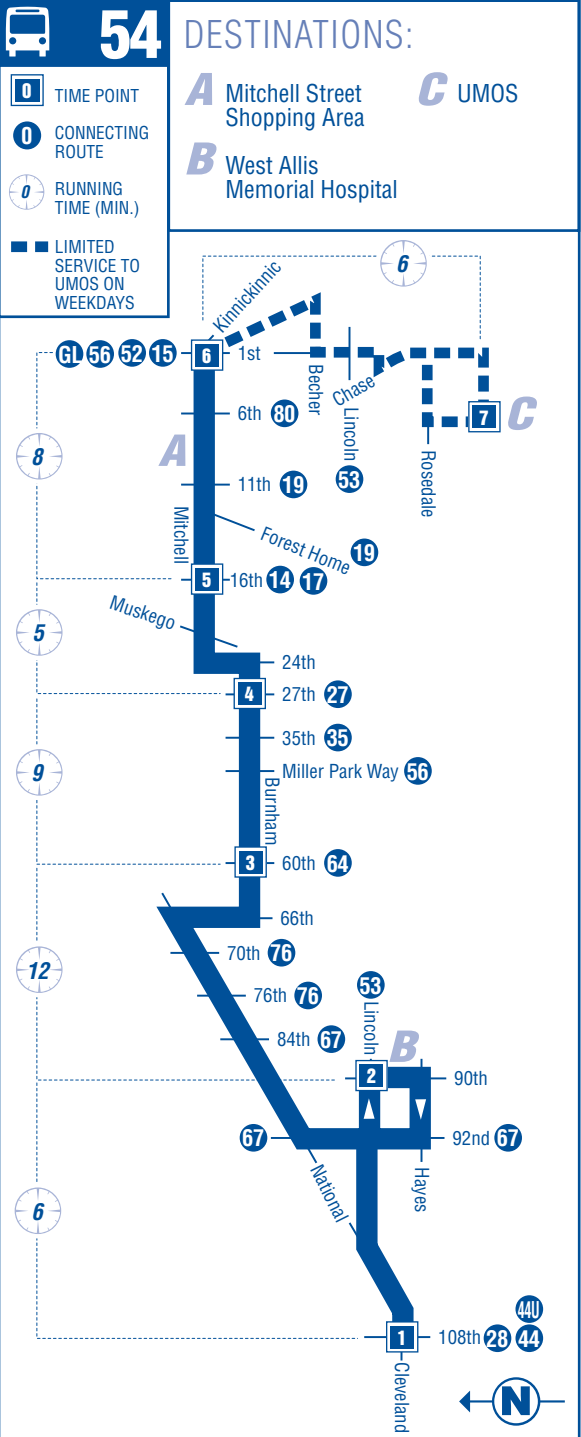 54
DESTINATIONS:
0 TIME POINT
0 CONNECTING
ROUTE
0 RUNNING
TIME (MIN.)
LIMITED
SERVICE TO
UMOS ON
WEEKDAYS
A Mitchell Street
Shopping Area
B West Allis
Memorial Hospital
C UMOS
6
Kinnickinnic
GL 56 52 15 6 1st
Becher
Chase
Lincoln
53
Rosedale
7 C
6th 80
A
8
11th 19
Mitchell
Forest Home 19
5 16th 14 17
Muskego
5
24th
4 27th 27
35th 35
9
Miller Park Way 56
Burnham
3 60th 64
66th
70th 76
12
76th 76
53
Lincoln
84th 67
B
2 90th
67
92nd 67
National
Hayes
6
44U
1 108th 28 44
Cleveland
N